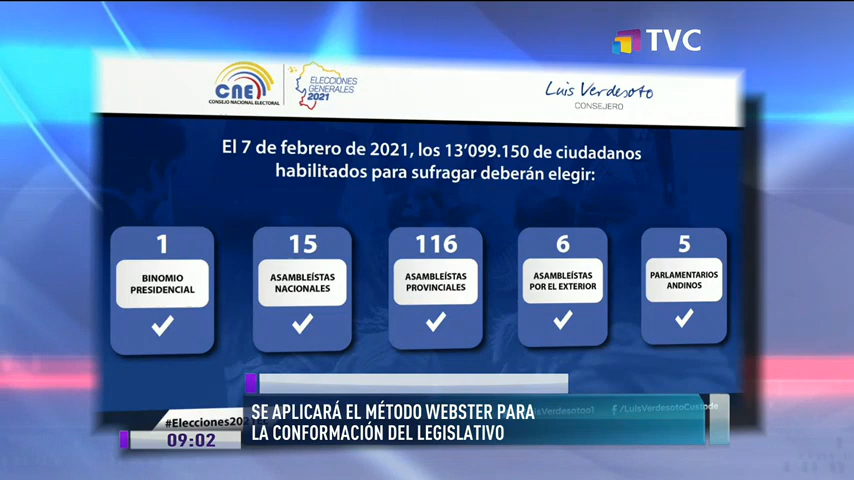 TVC
CNE
CONSEJO NACIONAL ELECTORAL
ELECCIONES
GENERALES
2021
Luis Verdesoto
CONSEJERO
El 7 de febrero de 2021, los 13'099.150 de ciudadanos
habilitados para sufragar deberán elegir:
1
BINOMIO
PRESIDENCIAL
15
ASAMBLEÍSTAS
NACIONALES
116
ASAMBLEÍSTAS
PROVINCIALES
6
ASAMBLEÍSTAS
POR EL EXTERIOR
5
PARLAMENTARIOS
ANDINOS
SE APLICARÁ EL MÉTODO WEBSTER PARA
LA CONFORMACIÓN DEL LEGISLATIVO
/LuisVerdesotoCustode
09:02